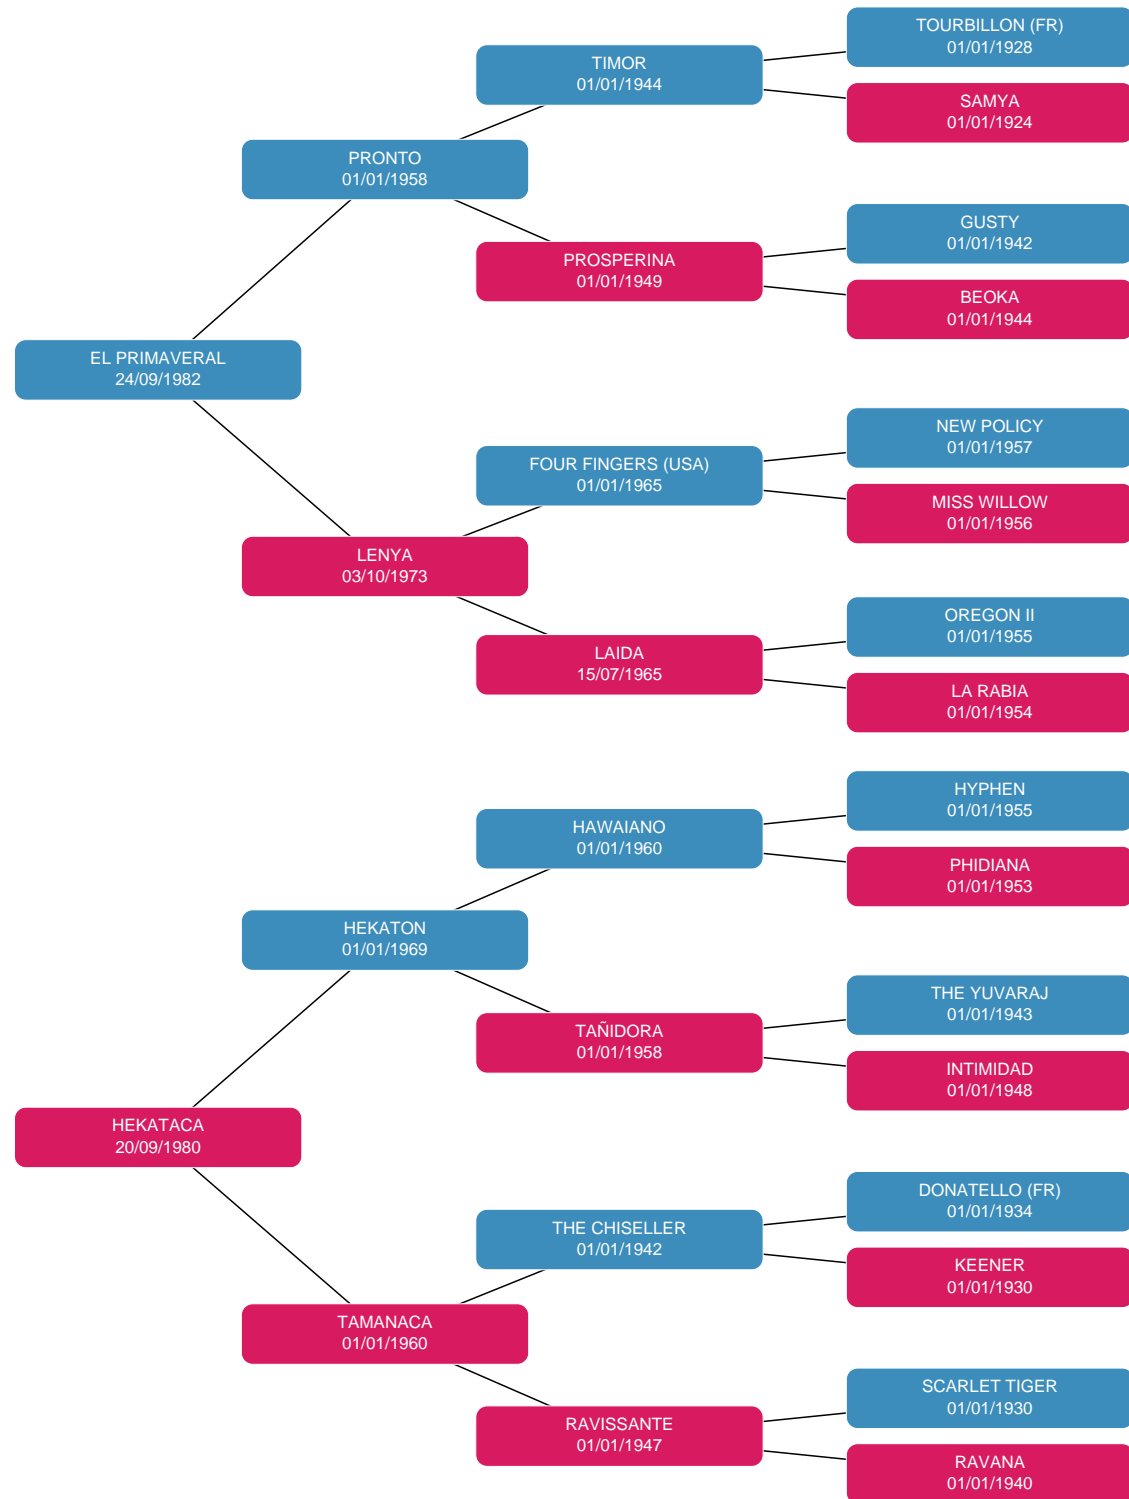 TOURBILLON (FR)
01/01/1928
TIMOR
01/01/1944
SAMYA
01/01/1924
PRONTO
01/01/1958
GUSTY
01/01/1942
PROSPERINA
01/01/1949
BEOKA
01/01/1944
EL PRIMAVERAL
24/09/1982
NEW POLICY
01/01/1957
FOUR FINGERS (USA)
01/01/1965
MISS WILLOW
01/01/1956
LENYA
03/10/1973
OREGON II
01/01/1955
LAIDA
15/07/1965
LA RABIA
01/01/1954
HYPHEN
01/01/1955
HAWAIANO
01/01/1960
PHIDIANA
01/01/1953
HEKATON
01/01/1969
THE YUVARAJ
01/01/1943
TAÑIDORA
01/01/1958
INTIMIDAD
01/01/1948
HEKATACA
20/09/1980
DONATELLO (FR)
01/01/1934
THE CHISELLER
01/01/1942
KEENER
01/01/1930
TAMANACA
01/01/1960
SCARLET TIGER
01/01/1930
RAVISSANTE
01/01/1947
RAVANA
01/01/1940